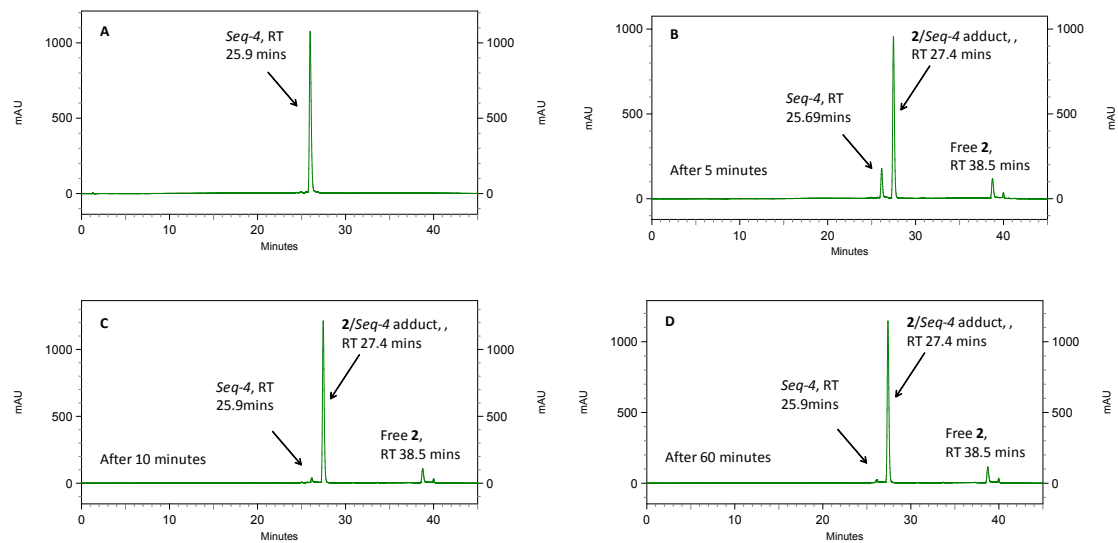 A
Seq-4, RT
25.9 mins
1000
500
0
mAU
1000
500
0
mAU
0 10 20 30 40
Minutes
B
2/Seq-4 adduct, ,
RT 27.4 mins
Seq-4, RT
25.69mins
Free 2,
RT 38.5 mins
After 5 minutes
1000
500
0
mAU
1000
500
0
mAU
0 10 20 30 40
Minutes
C
2/Seq-4 adduct, ,
RT 27.4 mins
Seq-4, RT
25.9mins
Free 2,
RT 38.5 mins
After 10 minutes
1000
500
0
mAU
1000
500
0
mAU
0 10 20 30 40
Minutes
D
2/Seq-4 adduct, ,
RT 27.4 mins
Seq-4, RT
25.9mins
Free 2,
RT 38.5 mins
After 60 minutes
1000
500
0
mAU
1000
500
0
mAU
0 10 20 30 40
Minutes